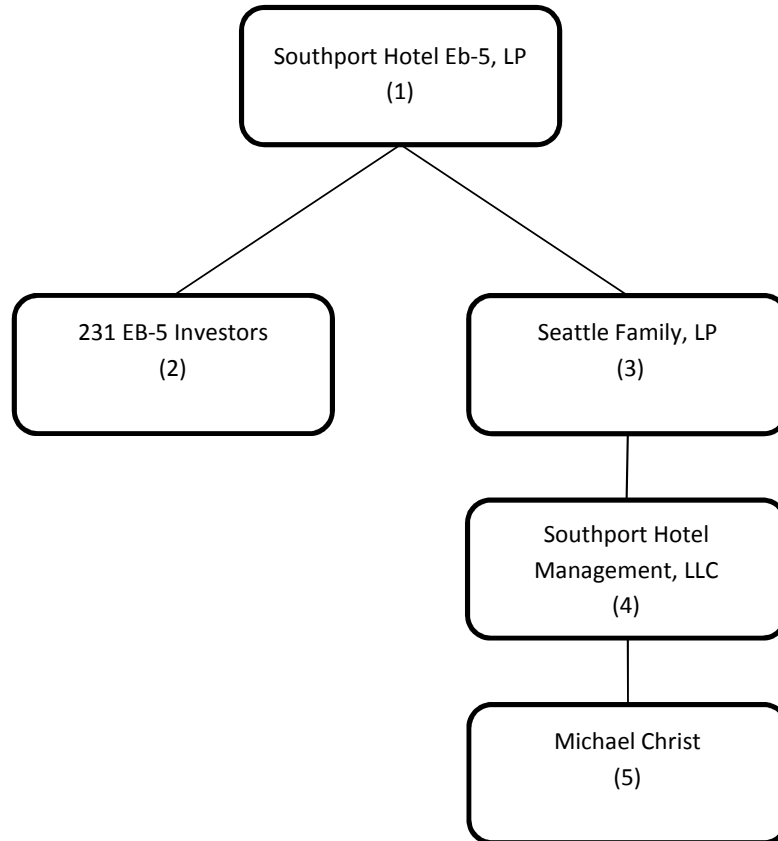 Southport Hotel Eb-5, LP
(1)
231 EB-5 Investors
(2)
Seattle Family, LP
(3)
Southport Hotel
Management, LLC
(4)
Michael Christ
(5)